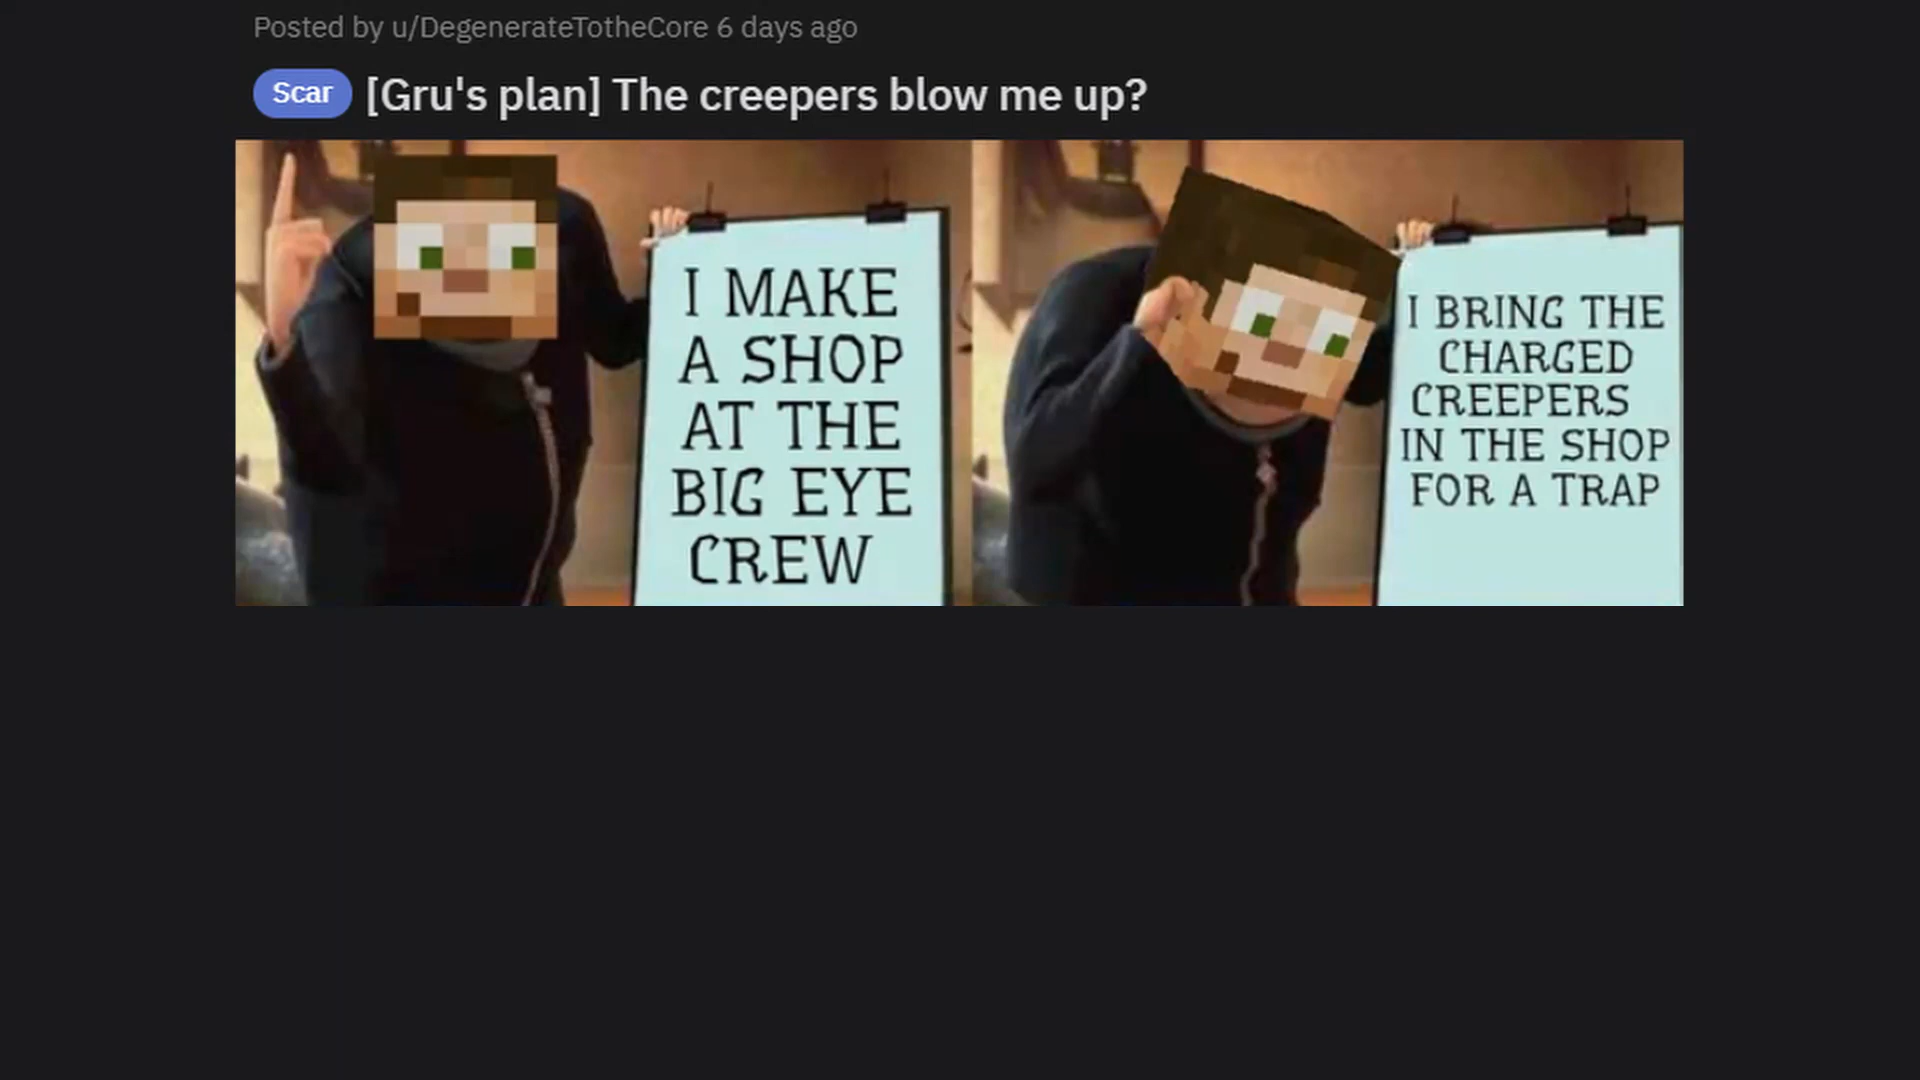 Posted by u/DegenerateTotheCore 6 days ago
Scar [Gru's plan] The creepers blow me up?
I MAKE
A SHOP
AT THE
BIG EYE
CREW
I BRING THE
CHARGED
CREEPERS
IN THE SHOP
FOR A TRAP